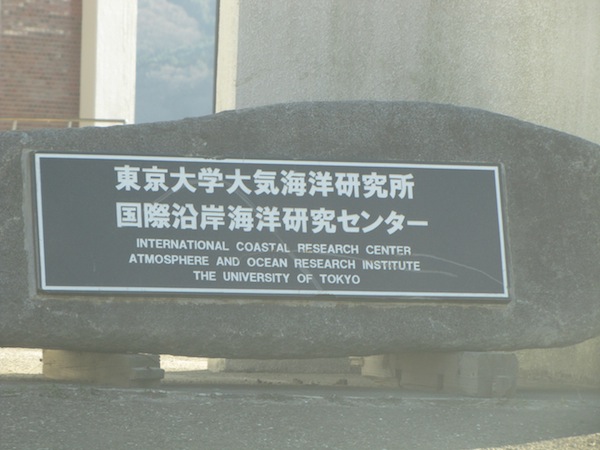 東京大学大気海洋研究所
国際沿岸海洋研究センター
INTERNATIONAL COASTAL RESEARCH CENTER
ATMOSPHERE AND OCEAN RESEARCH INSTITUTE
THE UNIVERSITY OF TOKYO